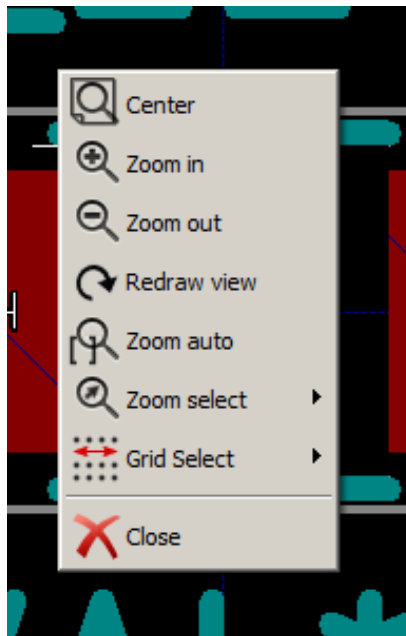 Center
Zoom in
Zoom out
Redraw view
Zoom auto
Zoom select
Grid Select
Close